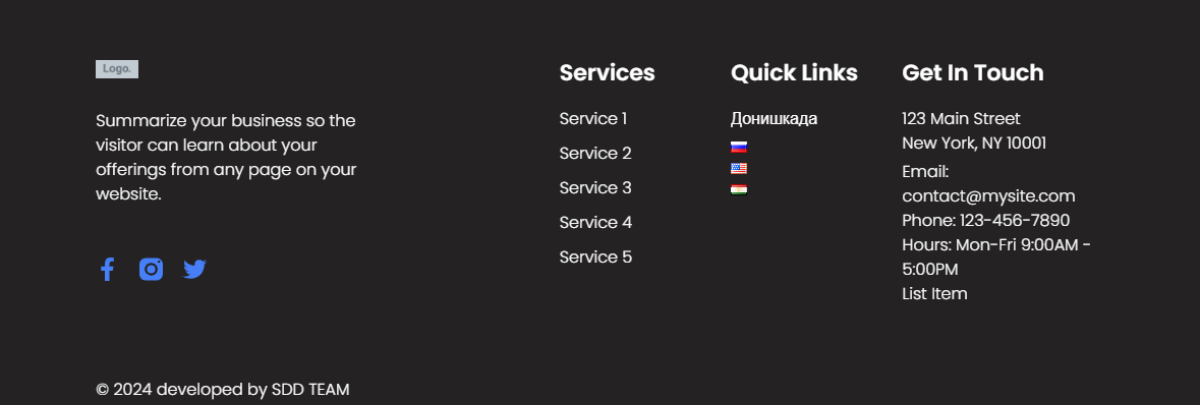 Logo.
Summarize your business so the
visitor can learn about your
offerings from any page on your
website.
Services
Service 1
Service 2
Service 3
Service 4
Service 5
Quick Links
Донишкада
Get In Touch
123 Main Street
New York, NY 10001
Email:
contact@mysite.com
Phone: 123-456-7890
Hours: Mon-Fri 9:00AM -
5:00PM
List Item
© 2024 developed by SDD TEAM